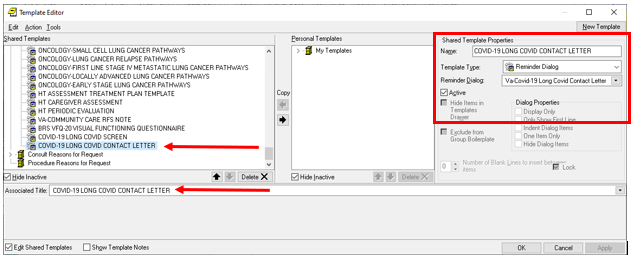 Template Editor
Edit Action Tools
New Template
Shared Templates
ONCOLOGY-SMALL CELL LUNG CANCER PATHWAYS
ONCOLOGY-LUNG CANCER RELAPSE PATHWAYS
ONCOLOGY-FIRST LINE STAGE IV METASTATIC LUNG CANCER PATHWAYS
ONCOLOGY-LOCALLY ADVANCED LUNG CANCER PATHWAYS
ONCOLOGY-EARLY STAGE LUNG CANCER PATHWAYS
HT ASSESSMENT TREATMENT PLAN TEMPLATE
HT CAREGIVER ASSESSMENT
HT PERIODIC EVALUATION
VA-COMMUNITY CARE RFS NOTE
BRS VFQ-20 VISUAL FUNCTIONING QUESTIONNAIRE
COVID-19 LONG COVID SCREEN
COVID-19 LONG COVID CONTACT LETTER
Consult Reasons for Request
Procedure Reasons for Request
Hide Inactive
Delete X
Copy
Personal Templates
My Templates
Hide Inactive
Delete X
Shared Template Properties
Name: COVID-19 LONG COVID CONTACT LETTER
Template Type: Reminder Dialog
Reminder Dialog: Va-Covid-19 Long Covid Contact Letter
Active
Hide Items in Templates Drawer
Exclude from Group Boilerplate
Dialog Properties
Display Only
Only Show First Line
Indent Dialog Items
One Item Only
Hide Dialog Items
0 Number of Blank Lines to insert between items
Lock
Associated Title: COVID-19 LONG COVID CONTACT LETTER
Edit Shared Templates
Show Template Notes
OK
Cancel
Apply